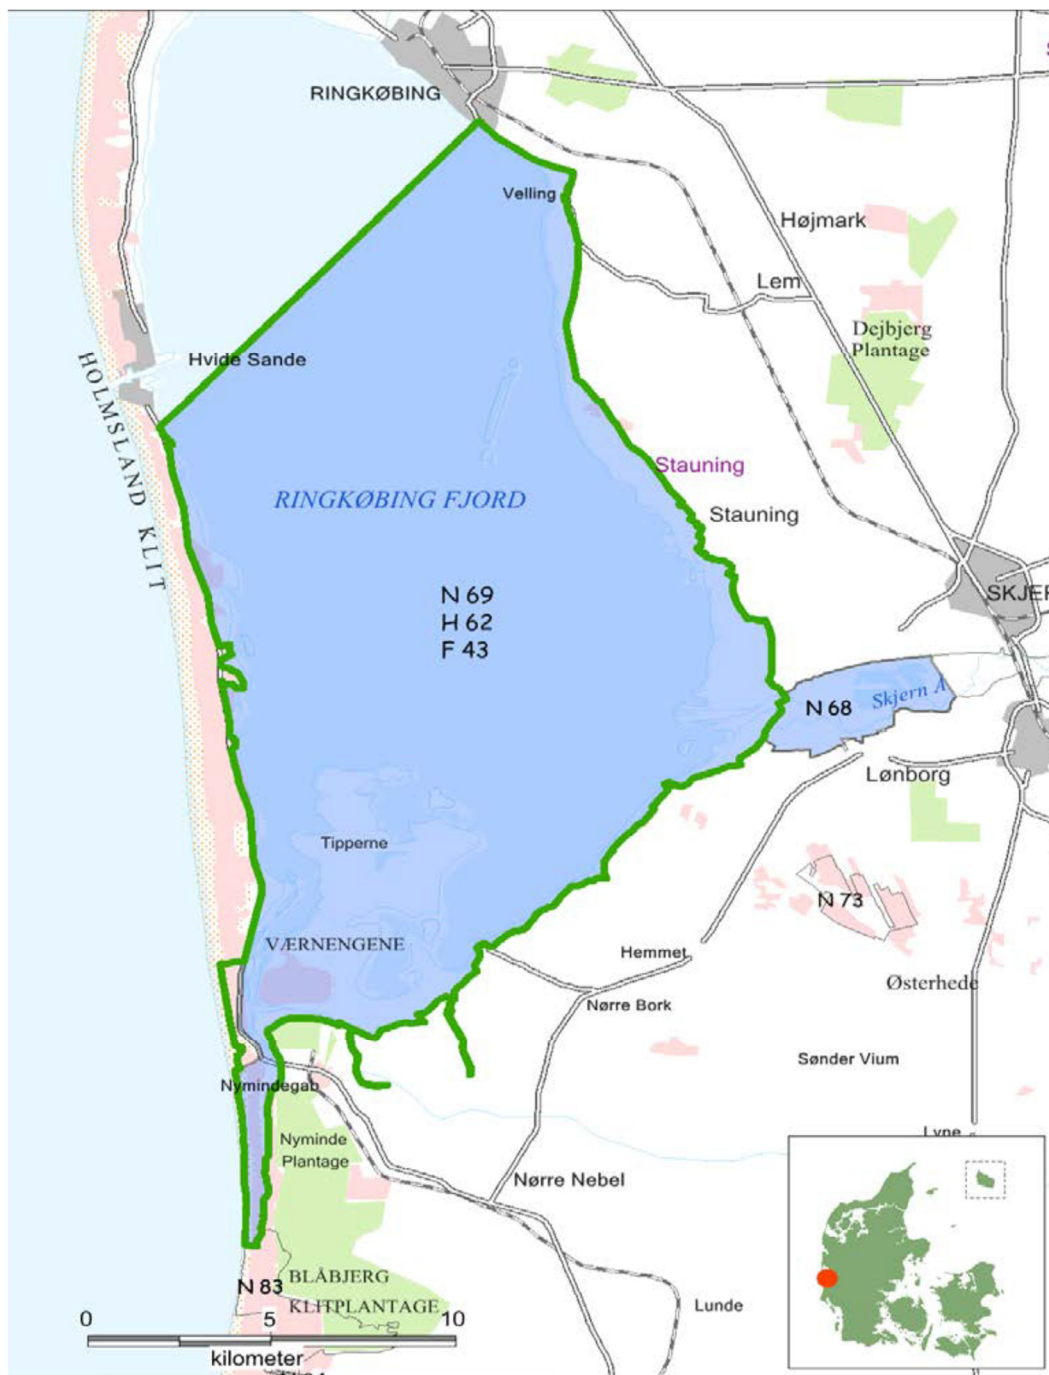 RINGKØBING
Velling
Højmark
Lem
Dejbjerg
Plantage
Hvide Sande
HOLMSLAND KLIT
Stauning
RINGKØBING FJORD
Stauning
N 69
H 62
F 43
SKJER
Skjern Å
N 68
Lønborg
Tipperne
N 73
VÆRNENGENE
Hemmet
Østerhede
Nørre Bork
Sønder Vium
Nymindegab
Lyne
Nyminde
Plantage
Nørre Nebel
N 83
BLÅBJERG
KLITPLANTAGE
Lunde
0 5 10
kilometer